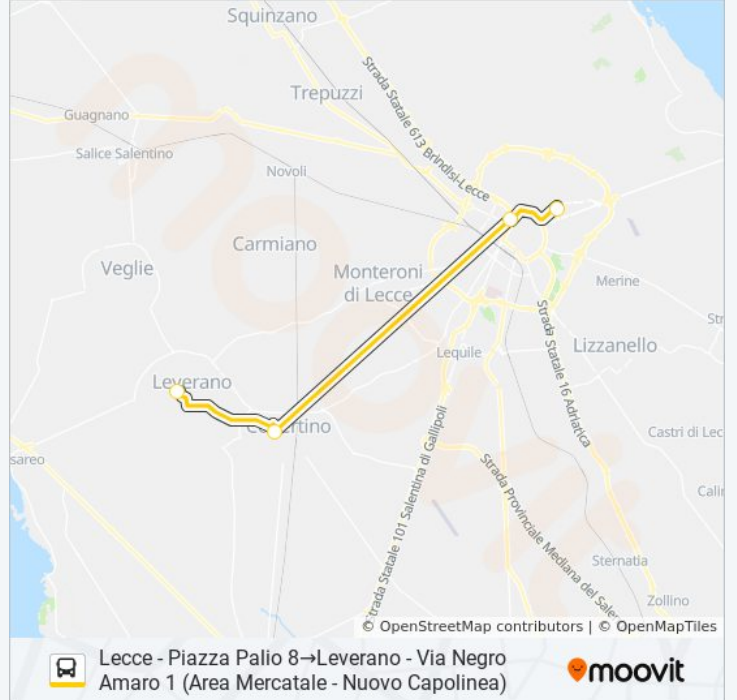 Squinzano
Trepuzzi
Strada Statale 613 Brindisi-Lecce
Guagnano
Salice Salentino
Novoli
Carmiano
Veglie
Monteroni
di Lecce
Merine
Str
Strada Statale 16 Adriatica
Lequile
Lizzanello
Leverano
Strada Statale 101 Salentina di Gallipoli
Castri di Lec
sareo
Strada Provinciale Mediana del Sale
Calir
Sternatia
Zollino
© OpenStreetMap contributors | © OpenMapTiles
Lecce - Piazza Palio 8→Leverano - Via Negro
Amaro 1 (Area Mercatale - Nuovo Capolinea)
moovit